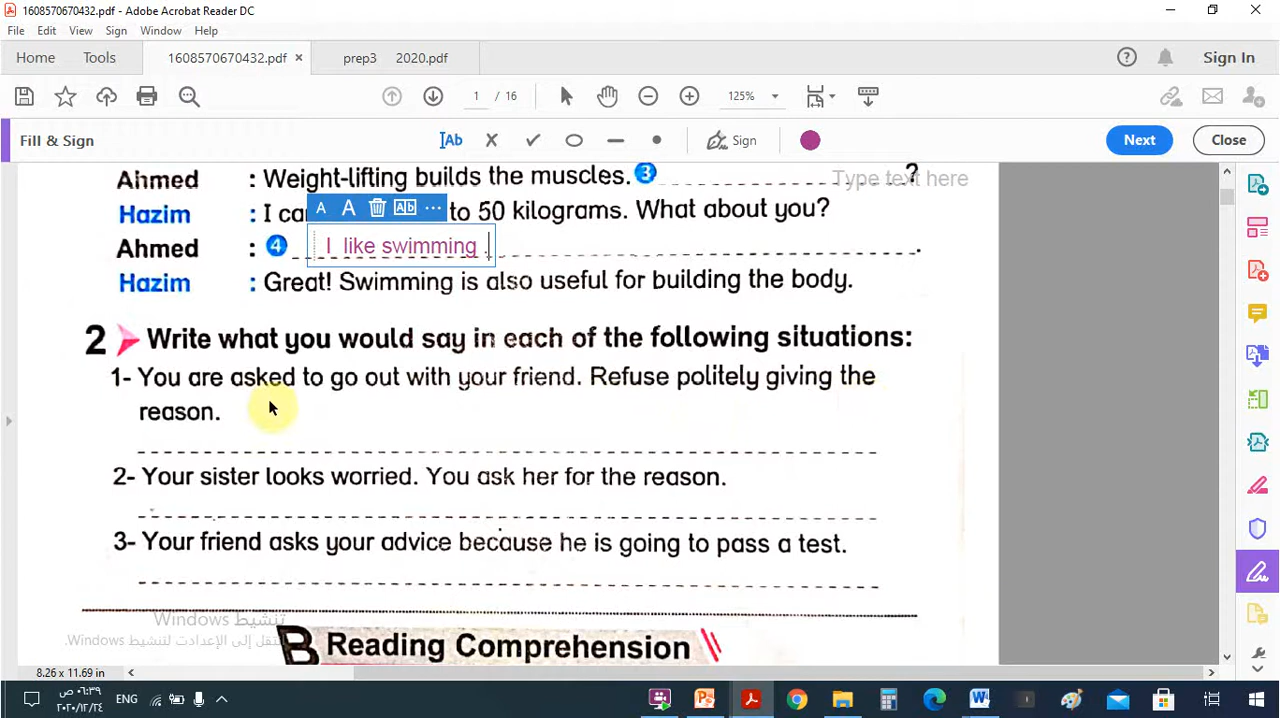 1608570670432.pdf - Adobe Acrobat Reader DC
File Edit View Sign Window Help
Home Tools 1608570670432.pdf × prep3 2020.pdf Sign In
1 / 16 125%
Fill & Sign Ab Sign Next Close
Ahmed : Weight-lifting builds the muscles. 3 ? Type text here
Hazim : I car to 50 kilograms. What about you?
A A Ab ...
Ahmed : 4 I like swimming .
Hazim : Great! Swimming is also useful for building the body.
2 Write what you would say in each of the following situations:
1- You are asked to go out with your friend. Refuse politely giving the
reason.
2- Your sister looks worried. You ask her for the reason.
3- Your friend asks your advice because he is going to pass a test.
تنشيط Windows
انتقل إلى الإعدادات لتنشيط Windows.
B Reading Comprehension
8.26 x 11.69 in
ENG ٠٦:٣٩ ص
٢٠٢٠/١٢/٢٤